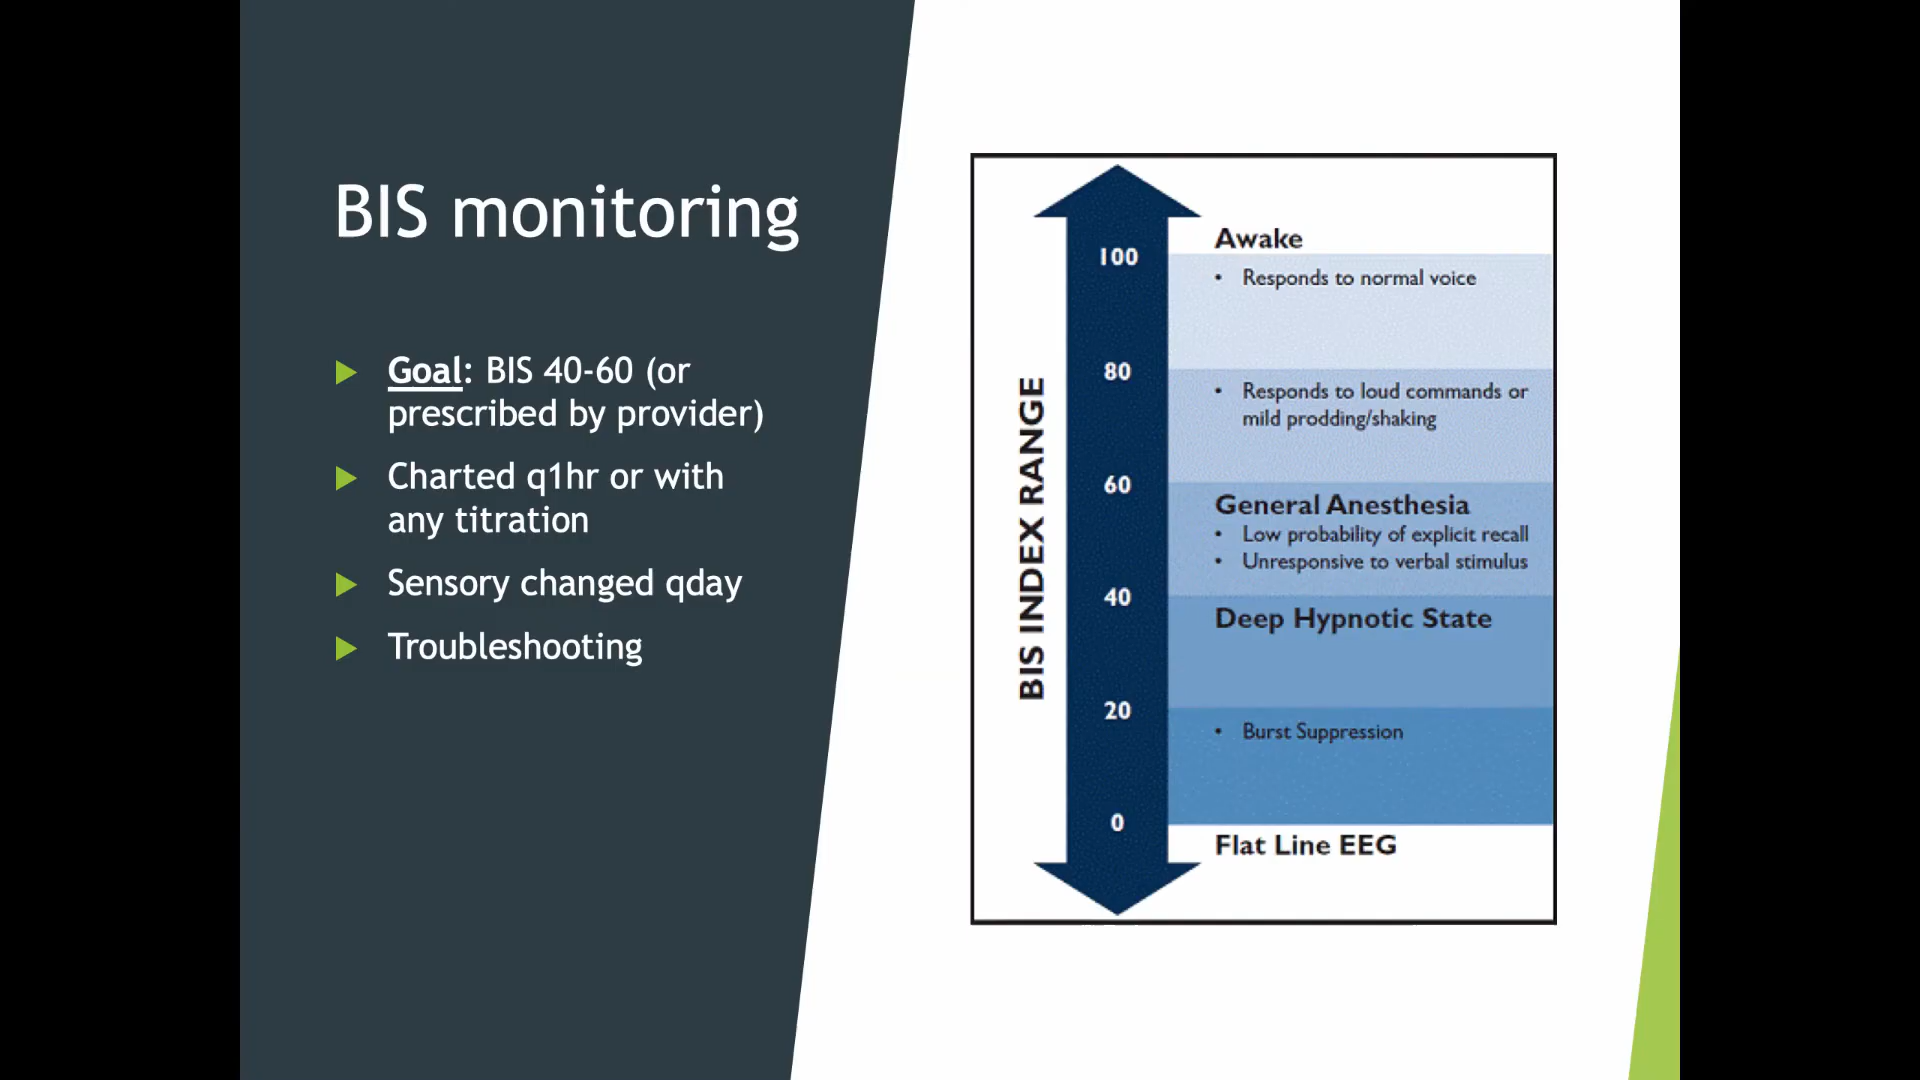 BIS monitoring
Goal: BIS 40-60 (or
prescribed by provider)
Charted q1hr or with
any titration
Sensory changed qday
Troubleshooting
BIS INDEX RANGE
Awake
100
• Responds to normal voice
80
• Responds to loud commands or
mild prodding/shaking
60
General Anesthesia
• Low probability of explicit recall
• Unresponsive to verbal stimulus
40
Deep Hypnotic State
20
• Burst Suppression
0
Flat Line EEG